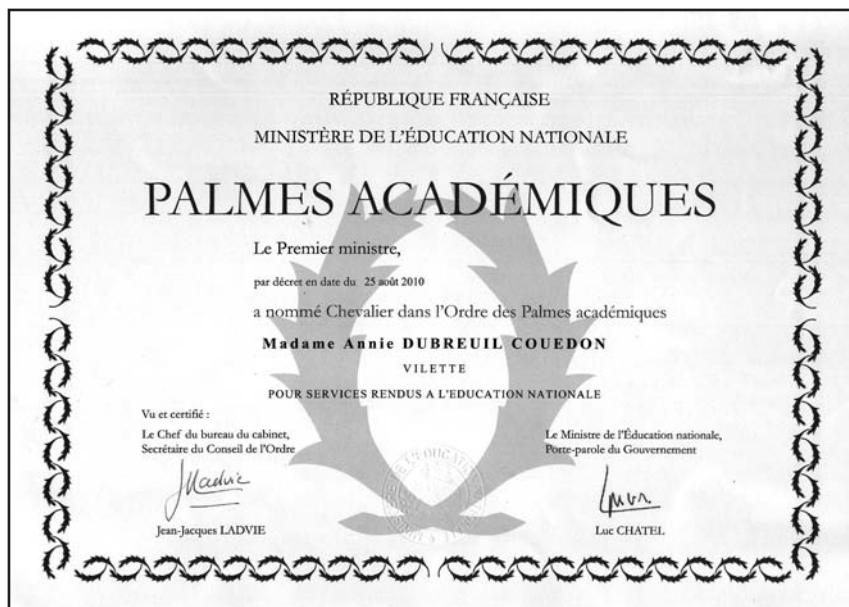 RÉPUBLIQUE FRANÇAISE
MINISTÈRE DE L'ÉDUCATION NATIONALE
PALMES ACADÉMIQUES
Le Premier ministre,
par décret en date du 25 août 2010
a nommé Chevalier dans l'Ordre des Palmes académiques
Madame Annie DUBREUIL COUEDON
VILETTE
POUR SERVICES RENDUS A L'EDUCATION NATIONALE
Vu et certifié :
Le Chef du bureau du cabinet,
Secrétaire du Conseil de l'Ordre
Jean-Jacques LADVIE
Le Ministre de l'Éducation nationale,
Porte-parole du Gouvernement
Luc CHATEL